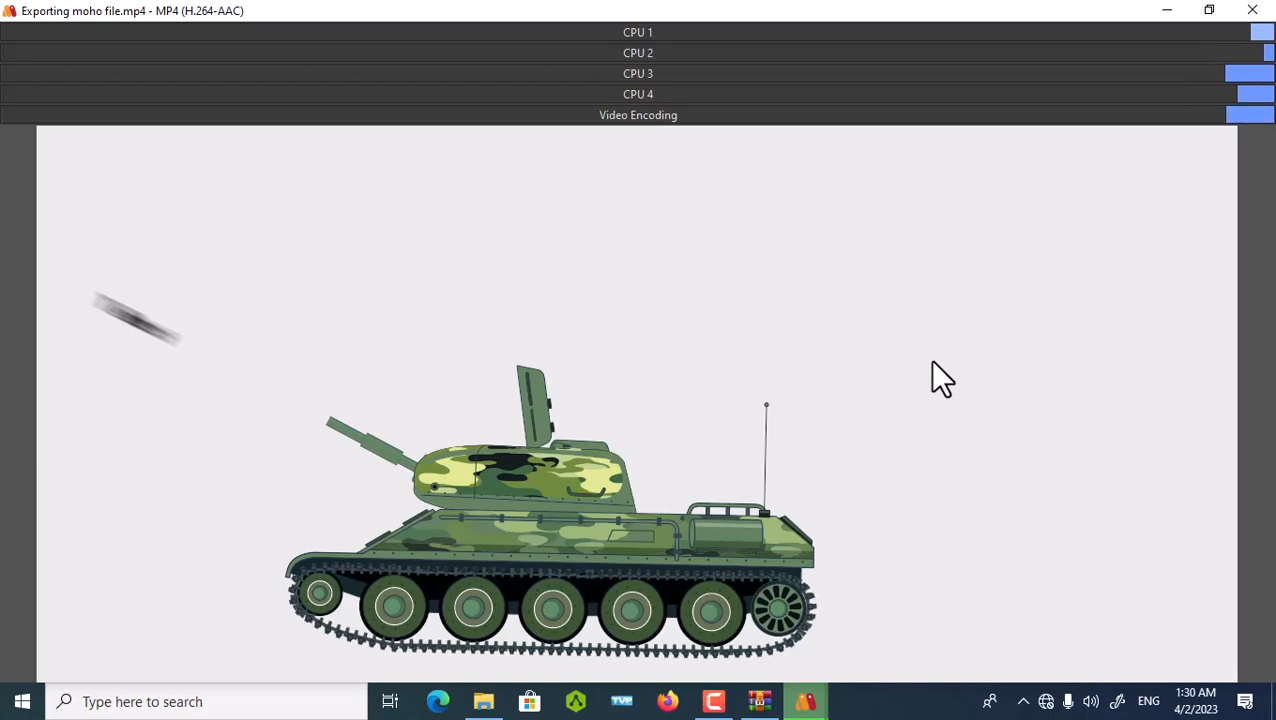 Exporting moho file.mp4 - MP4 (H.264-AAC)
CPU 1
CPU 2
CPU 3
CPU 4
Video Encoding
Type here to search
TVP
ENG
1:30 AM
4/2/2023